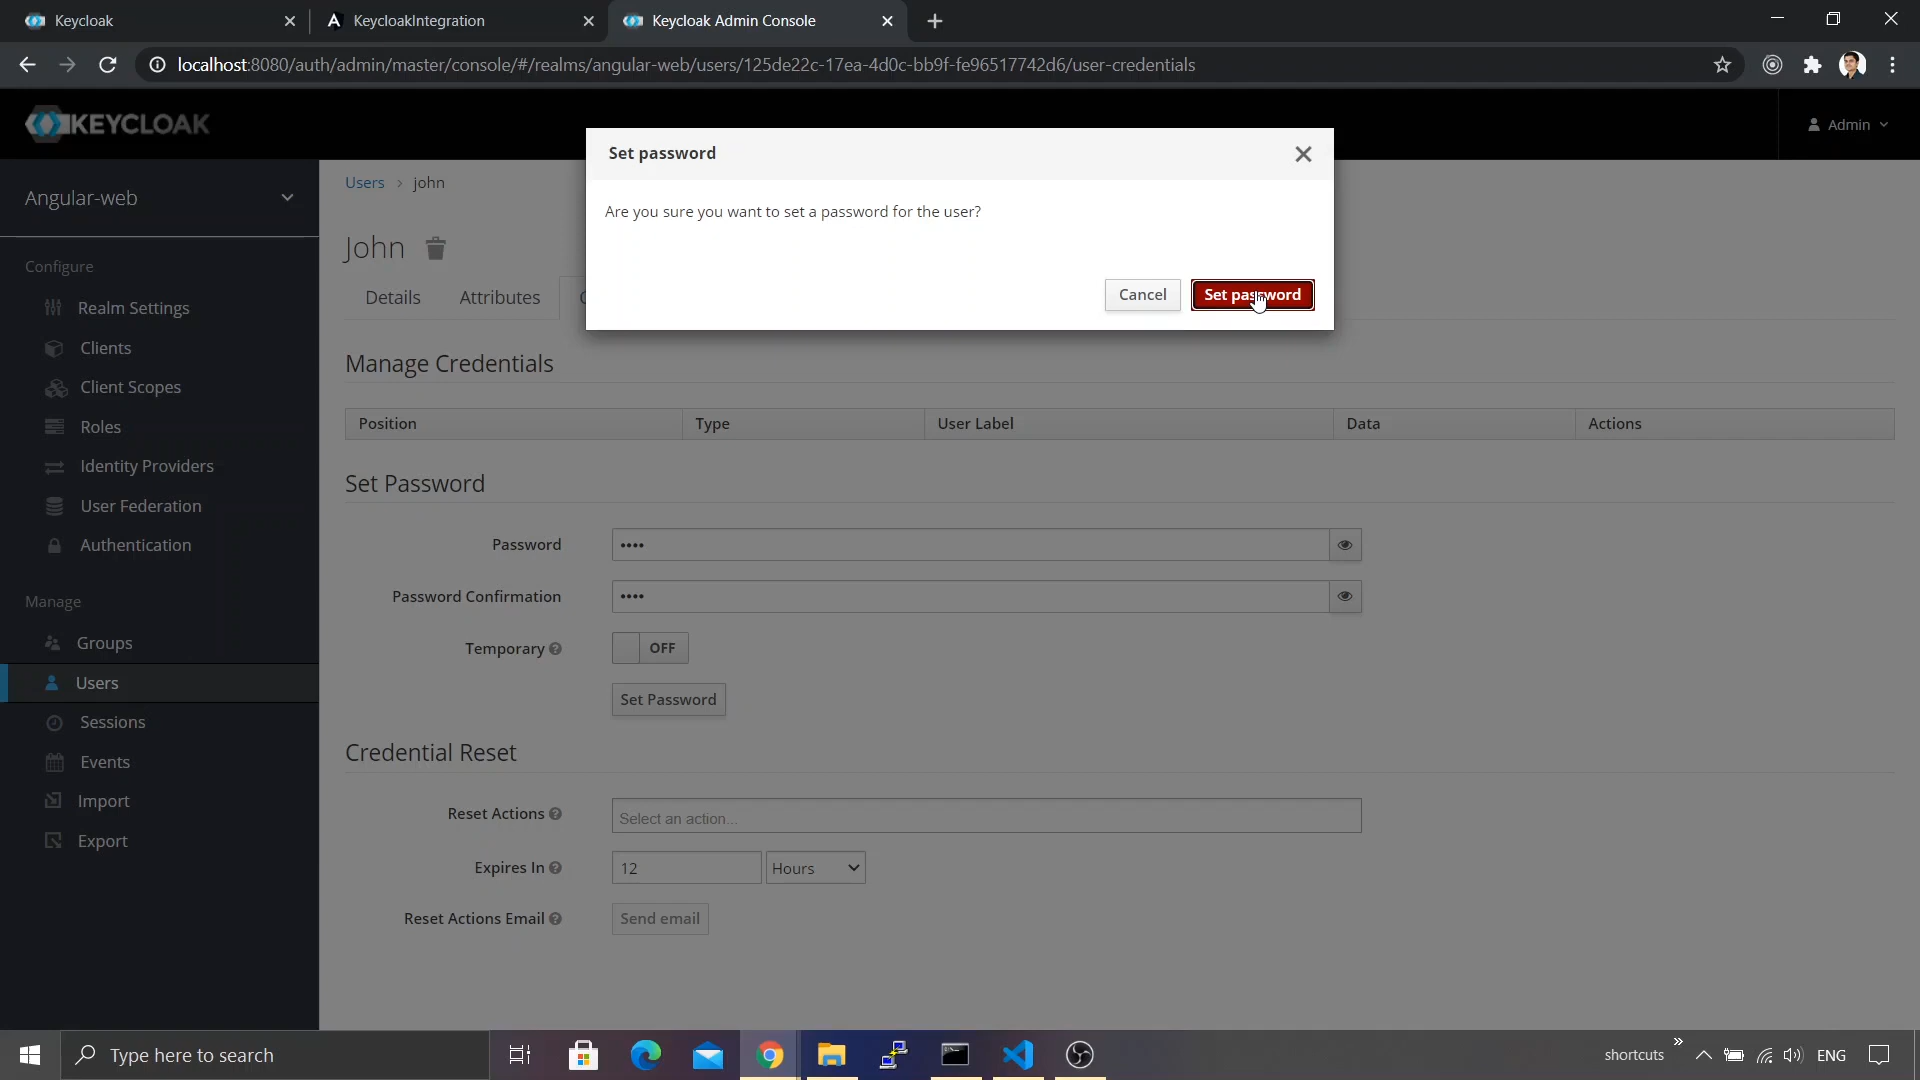 Keycloak
KeycloakIntegration
Keycloak Admin Console
localhost:8080/auth/admin/master/console/#/realms/angular-web/users/125de22c-17ea-4d0c-bb9f-fe96517742d6/user-credentials
KEYCLOAK
Admin
Set password
Are you sure you want to set a password for the user?
Cancel
Set password
Angular-web
Configure
Realm Settings
Clients
Client Scopes
Roles
Identity Providers
User Federation
Authentication
Manage
Groups
Users
Sessions
Events
Import
Export
Users > john
John
Details
Attributes
Manage Credentials
Position
Type
User Label
Data
Actions
Set Password
Password
••••
Password Confirmation
••••
Temporary
OFF
Set Password
Credential Reset
Reset Actions
Select an action...
Expires In
12
Hours
Reset Actions Email
Send email
Type here to search
shortcuts
ENG